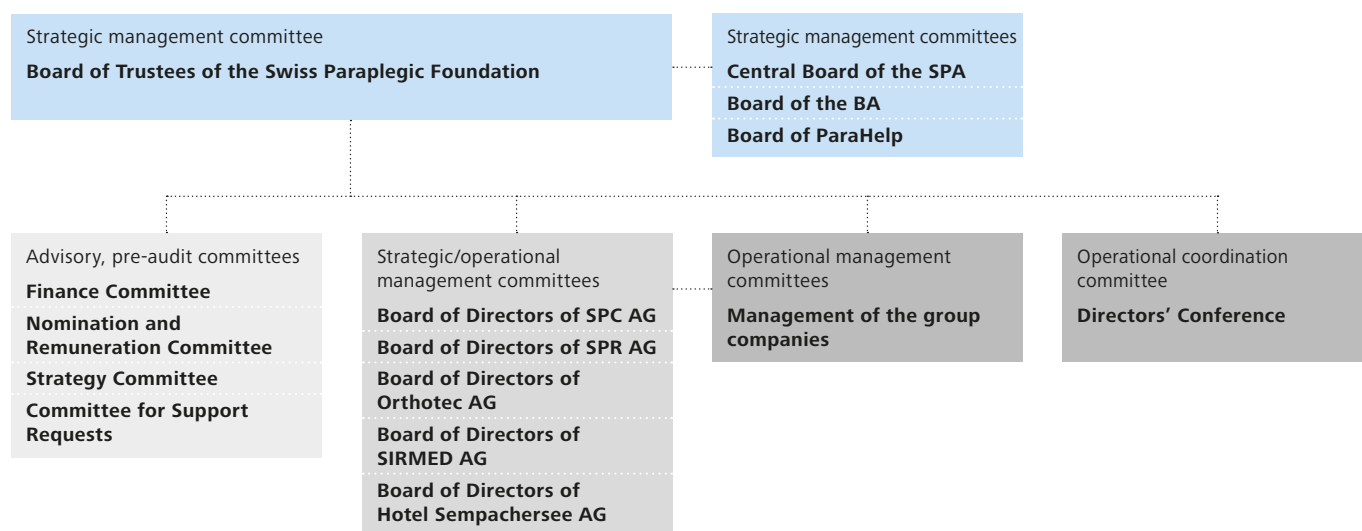 Strategic management committee
Board of Trustees of the Swiss Paraplegic Foundation
Strategic management committees
Central Board of the SPA
Board of the BA
Board of ParaHelp
Advisory, pre-audit committees
Finance Committee
Nomination and
Remuneration Committee
Strategy Committee
Committee for Support
Requests
Strategic/operational
management committees
Board of Directors of SPC AG
Board of Directors of SPR AG
Board of Directors of
Orthotec AG
Board of Directors of
SIRMED AG
Board of Directors of
Hotel Sempachersee AG
Operational management
committees
Management of the group
companies
Operational coordination
committee
Directors’ Conference